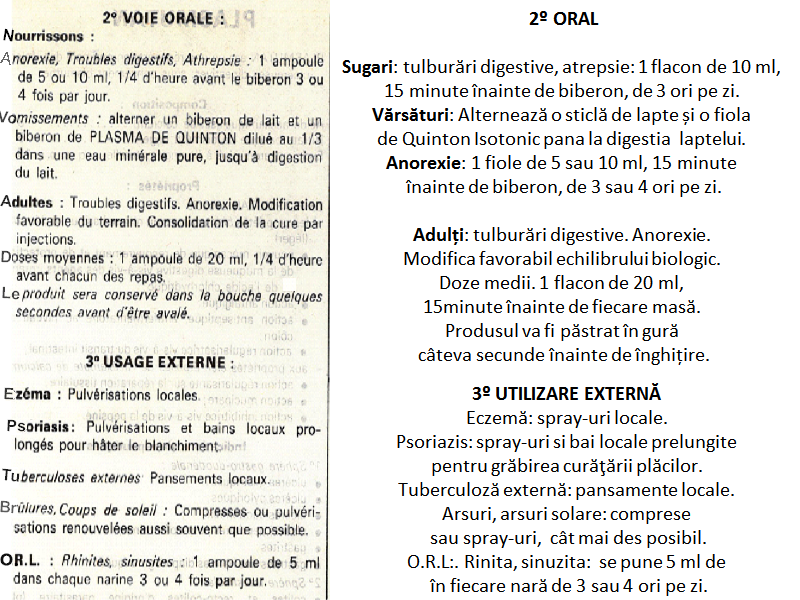 2º VOIE ORALE :
Nourrissons :
Anorexie, Troubles digestifs, Athrepsie : 1 ampoule
de 5 ou 10 ml, 1/4 d'heure avant le biberon 3 ou
4 fois par jour.
Vomissements : alterner un biberon de lait et un
biberon de PLASMA DE QUINTON dilué au 1/3
dans une eau minérale pure, jusqu'à digestion
du lait.
Adultes : Troubles digestifs. Anorexie. Modification
favorable du terrain. Consolidation de la cure par
injections.
Doses moyennes : 1 ampoule de 20 ml, 1/4 d'heure
avant chacun des repas.
Le produit sera conservé dans la bouche quelques
secondes avant d'être avalé.
3º USAGE EXTERNE :
Ezéma : Pulvérisations locales.
Psoriasis : Pulvérisations et bains locaux pro-
longés pour hâter le blanchiment.
Tuberculoses externes Pansements locaux.
Brûlures, Coups de soleil : Compresses ou pulvéri-
sations renouvelées aussi souvent que possible.
O.R.L. : Rhinites, sinusites : 1 ampoule de 5 ml
dans chaque narine 3 ou 4 fois par jour.
2º ORAL
Sugari: tulburări digestive, atrepsie: 1 flacon de 10 ml,
15 minute înainte de biberon, de 3 ori pe zi.
Vărsături: Alternează o sticlă de lapte și o fiola
de Quinton Isotonic pana la digestia laptelui.
Anorexie: 1 fiole de 5 sau 10 ml, 15 minute
înainte de biberon, de 3 sau 4 ori pe zi.
Adulți: tulburări digestive. Anorexie.
Modifica favorabil echilibrului biologic.
Doze medii. 1 flacon de 20 ml,
15minute înainte de fiecare masă.
Produsul va fi păstrat în gură
câteva secunde înainte de înghițire.
3º UTILIZARE EXTERNĂ
Eczemă: spray-uri locale.
Psoriazis: spray-uri si bai locale prelungite
pentru grăbirea curăţării plăcilor.
Tuberculoză externă: pansamente locale.
Arsuri, arsuri solare: comprese
sau spray-uri, cât mai des posibil.
O.R.L:. Rinita, sinuzita: se pune 5 ml de
în fiecare nară de 3 sau 4 ori pe zi.